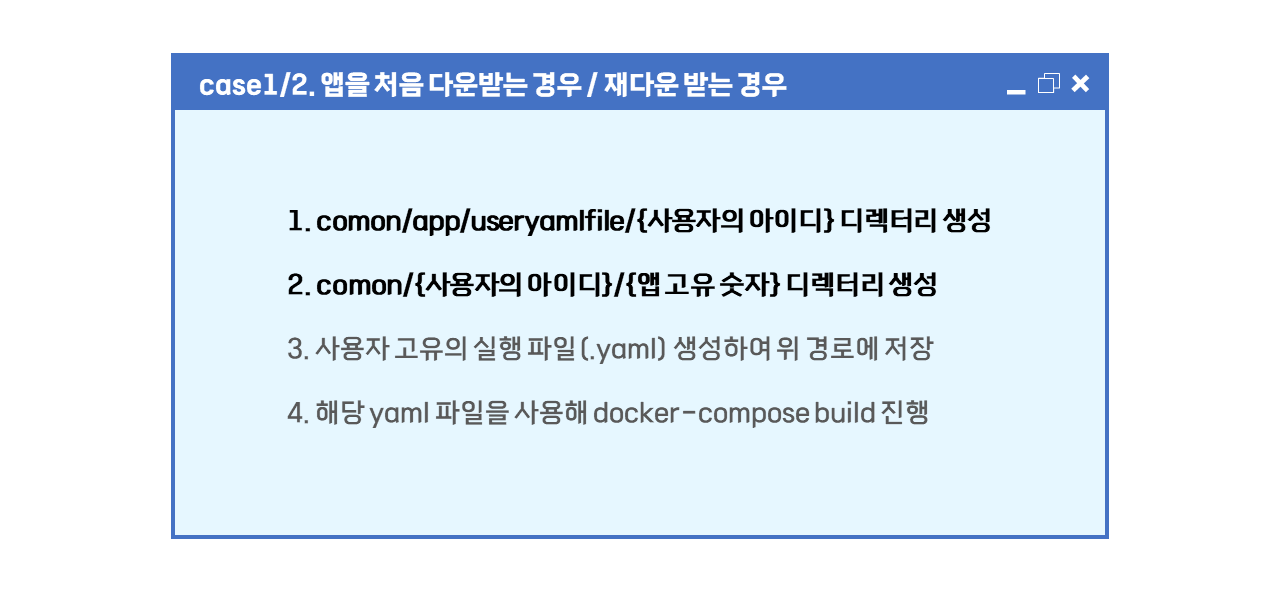 case1/2. 앱을 처음 다운받는 경우 / 재다운 받는 경우
1. comon/app/useryamlfile/{사용자의 아이디} 디렉터리 생성
2. comon/{사용자의 아이디}/{앱 고유 숫자} 디렉터리 생성
3. 사용자 고유의 실행 파일 (.yaml) 생성하여 위 경로에 저장
4. 해당 yaml 파일을 사용해 docker-compose build 진행